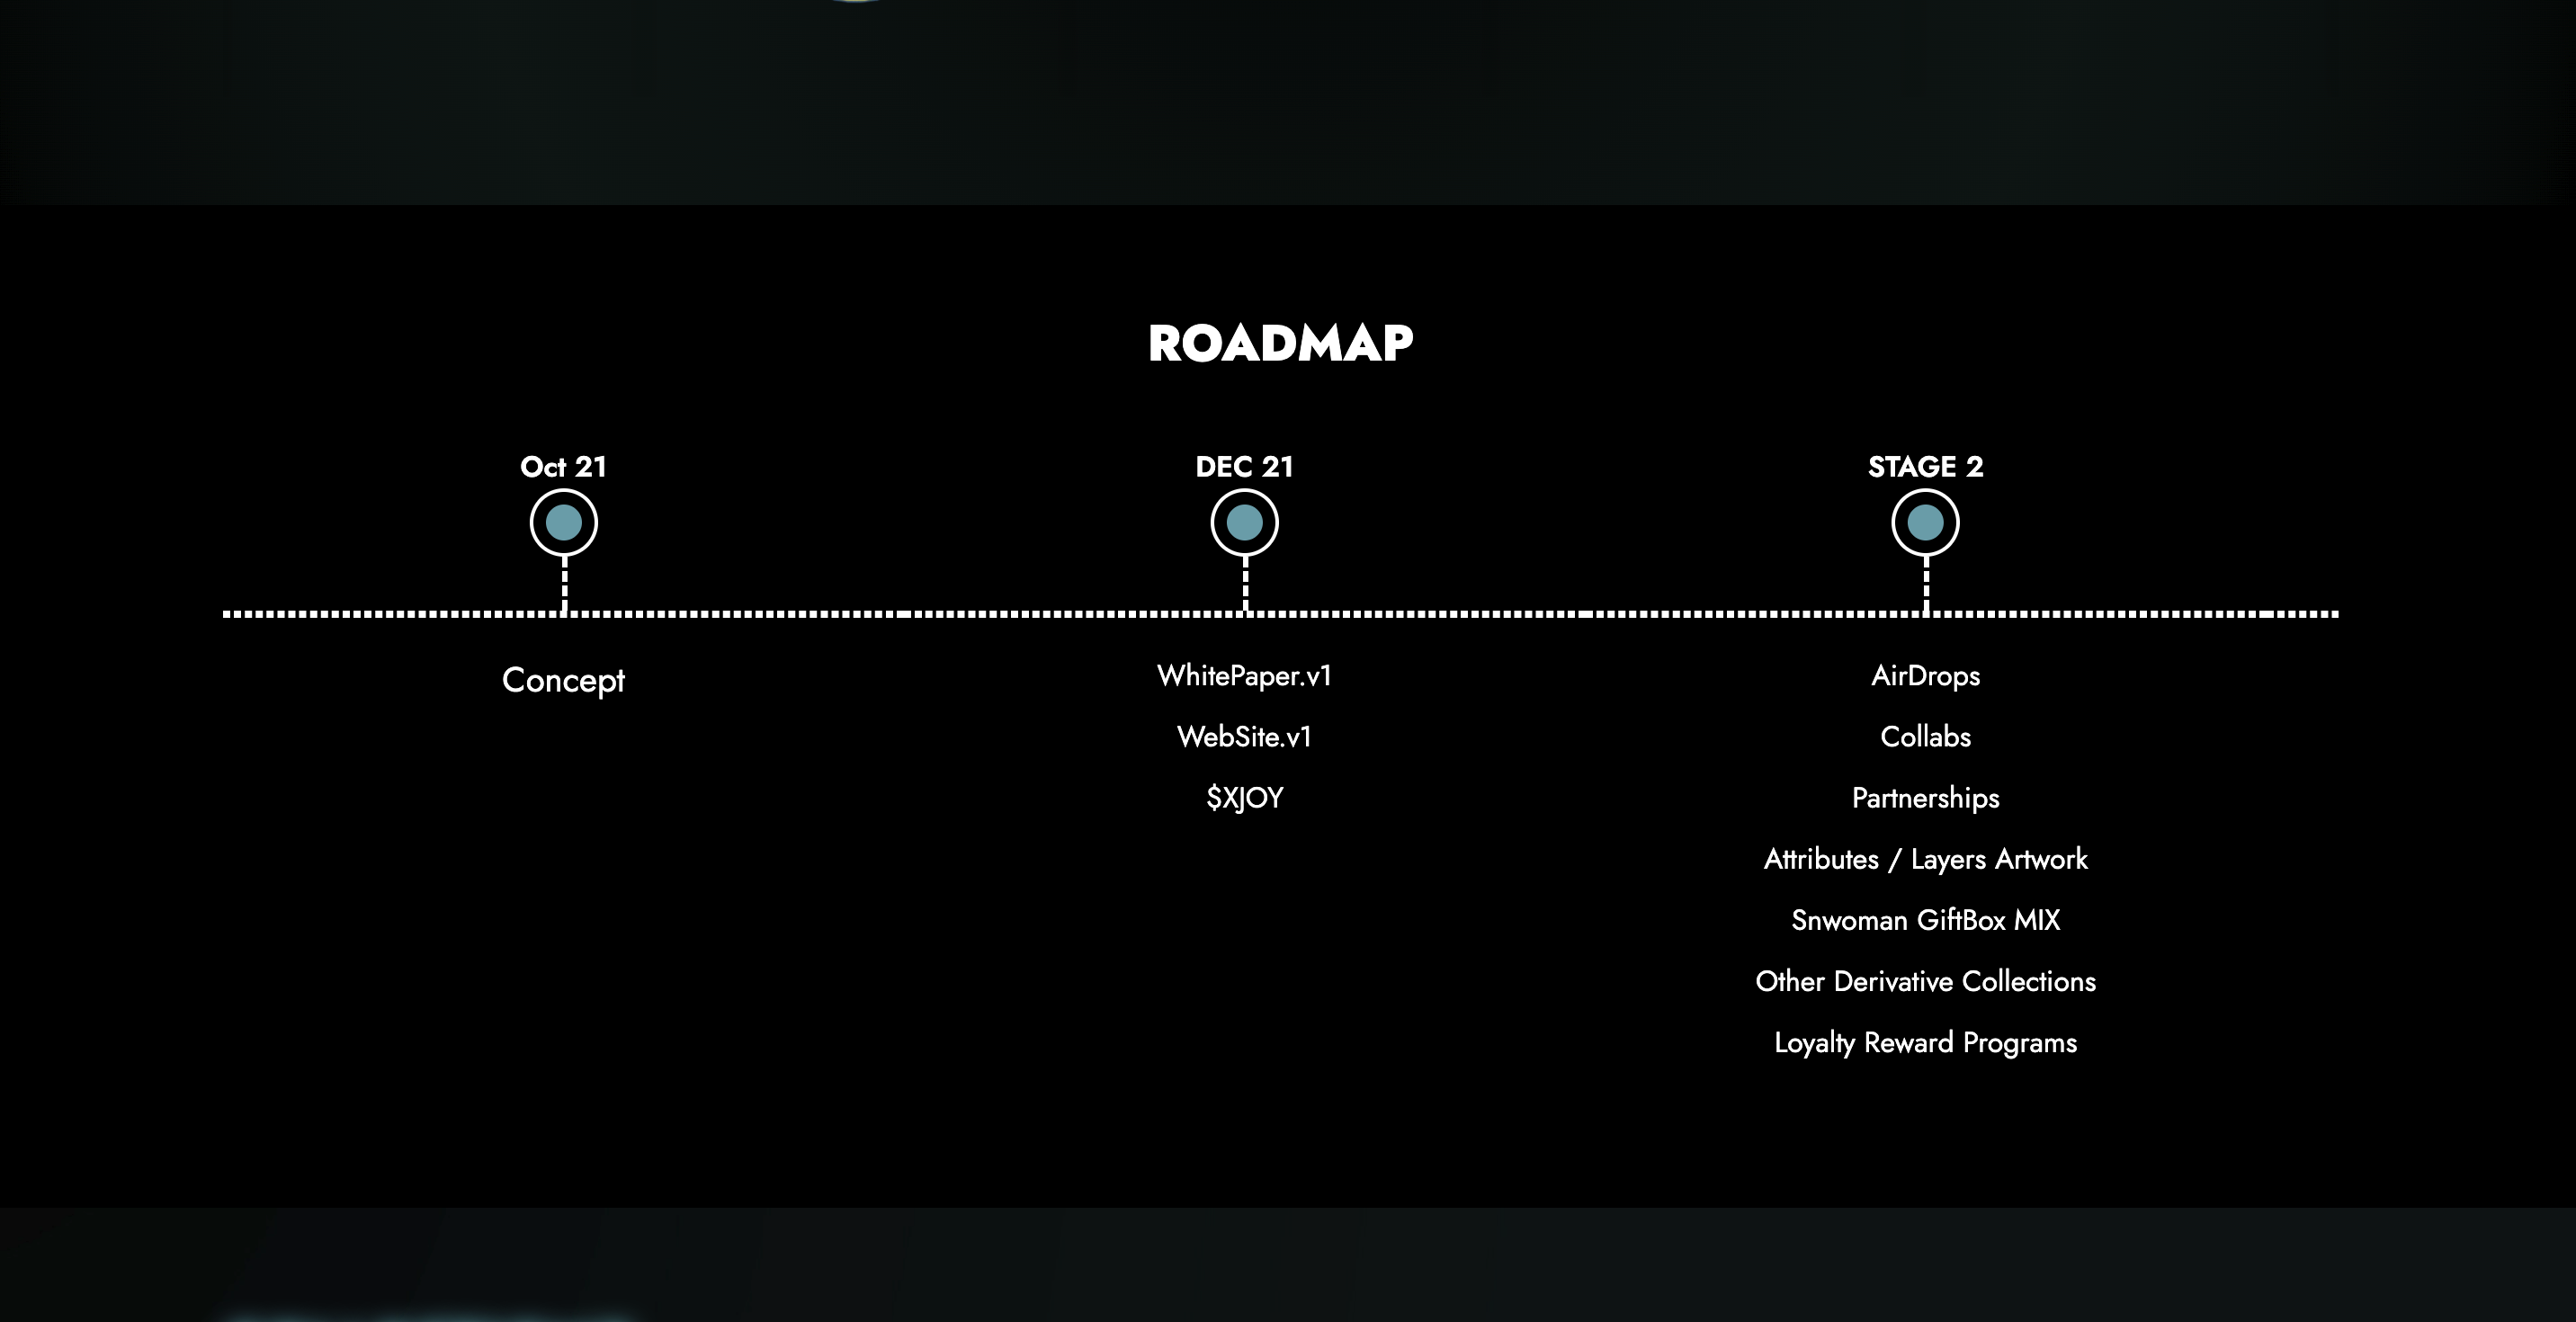 ROADMAP
Oct 21
Concept
DEC 21
WhitePaper.v1
WebSite.v1
$XJOY
STAGE 2
AirDrops
Collabs
Partnerships
Attributes / Layers Artwork
Snwoman GiftBox MIX
Other Derivative Collections
Loyalty Reward Programs